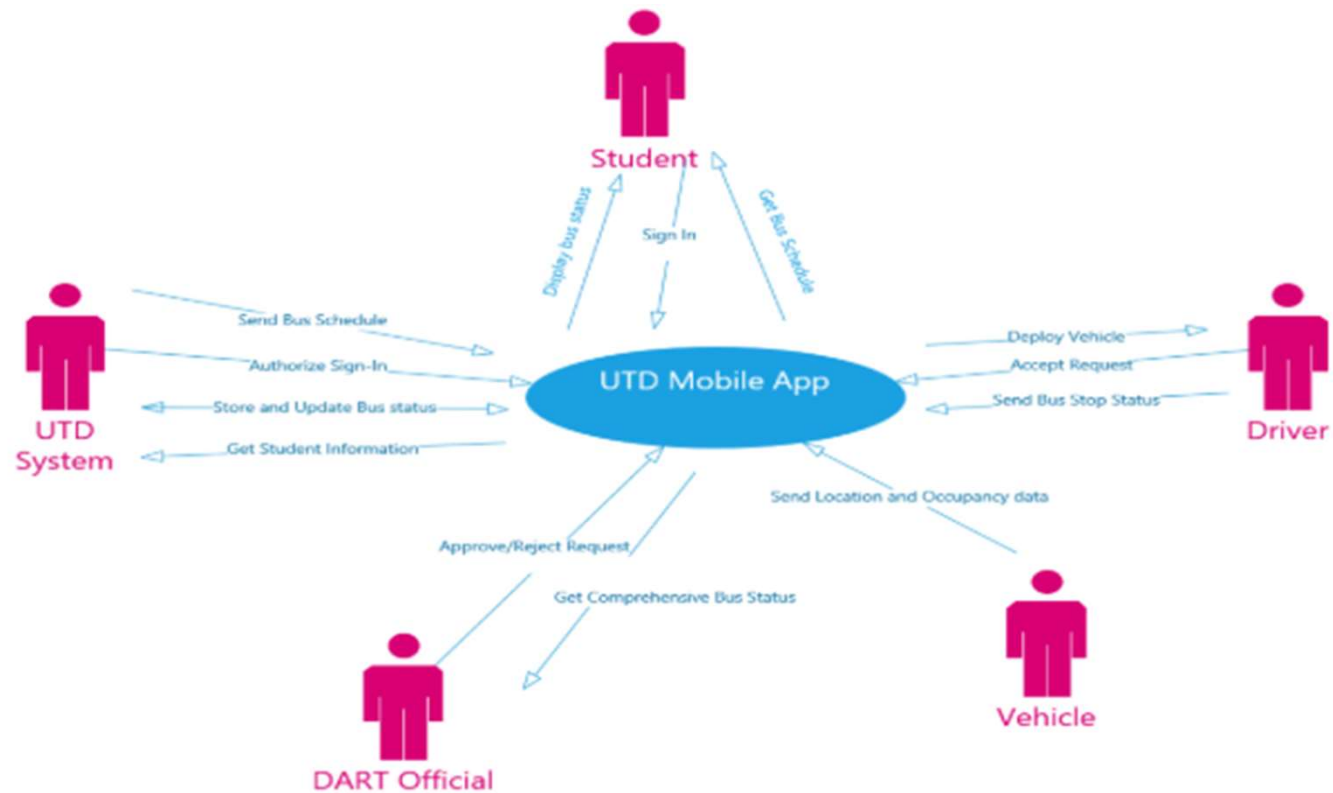 Student
Display bus status
Sign In
Get Bus Schedule
Send Bus Schedule
Authorize Sign-In
Store and Update Bus status
Get Student Information
UTD
System
UTD Mobile App
Deploy Vehicle
Accept Request
Send Bus Stop Status
Driver
Send Location and Occupancy data
Approve/Reject Request
Get Comprehensive Bus Status
Vehicle
DART Official